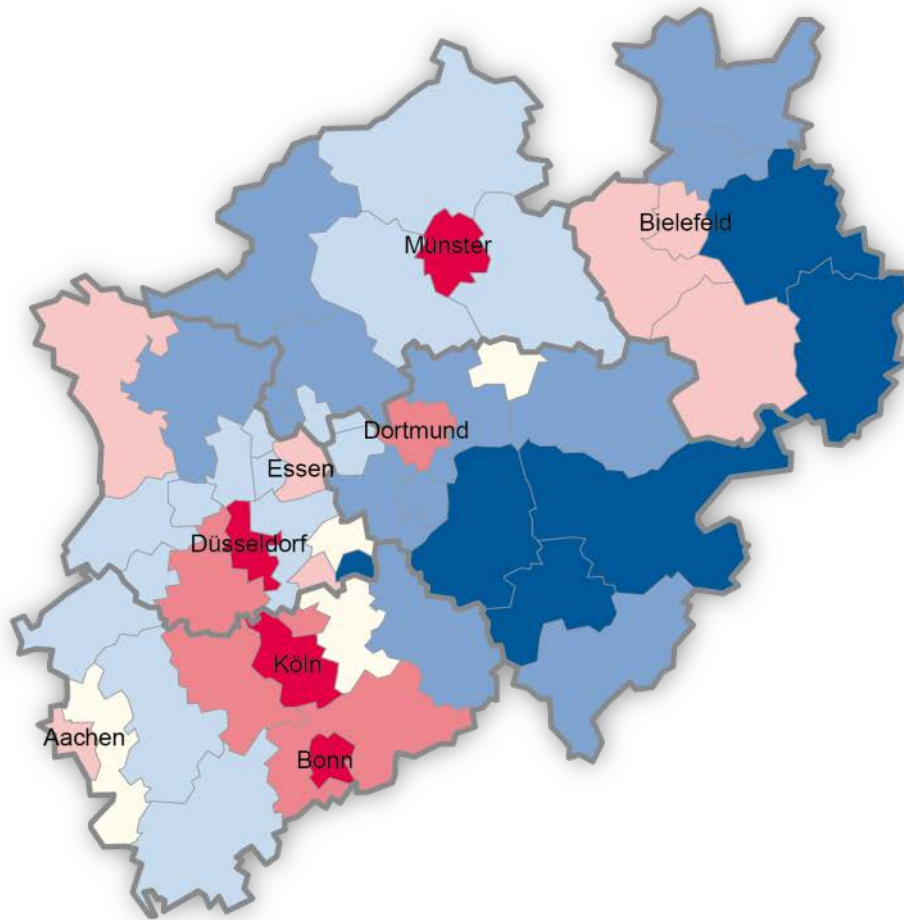 Bielefeld
Münster
Dortmund
Essen
Düsseldorf
Köln
Aachen
Bonn